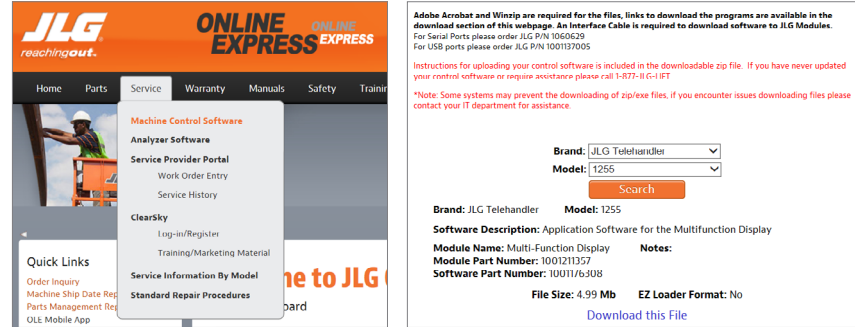 JLG
reachingout.
ONLINE
EXPRESS
ONLINE
EXPRESS
Home Parts Service Warranty Manuals Safety Trainin
Machine Control Software
Analyzer Software
Service Provider Portal
Work Order Entry
Service History
ClearSky
Log-in/Register
Training/Marketing Material
Service Information By Model
Standard Repair Procedures
Quick Links
Order Inquiry
Machine Ship Date Rep
Parts Management Rep
OLE Mobile App
JLG
ne to JLG
board
Adobe Acrobat and Winzip are required for the files, links to download the programs are available in the
download section of this webpage. An Interface Cable is required to download software to JLG Modules.
For Serial Ports please order JLG P/N 1060629
For USB ports please order JLG P/N 1001137005
Instructions for uploading your control software is included in the downloadable zip file. If you have never updated
your control software or require assistance please call 1-877-JLG-LIFT.
*Note: Some systems may prevent the downloading of zip/exe files, if you encounter issues downloading files please
contact your IT department for assistance.
Brand: JLG Telehandler
Model: 1255
Search
Brand: JLG Telehandler Model: 1255
Software Description: Application Software for the Multifunction Display
Module Name: Multi-Function Display Notes:
Module Part Number: 1001211357
Software Part Number: 1001176308
File Size: 4.99 Mb EZ Loader Format: No
Download this File